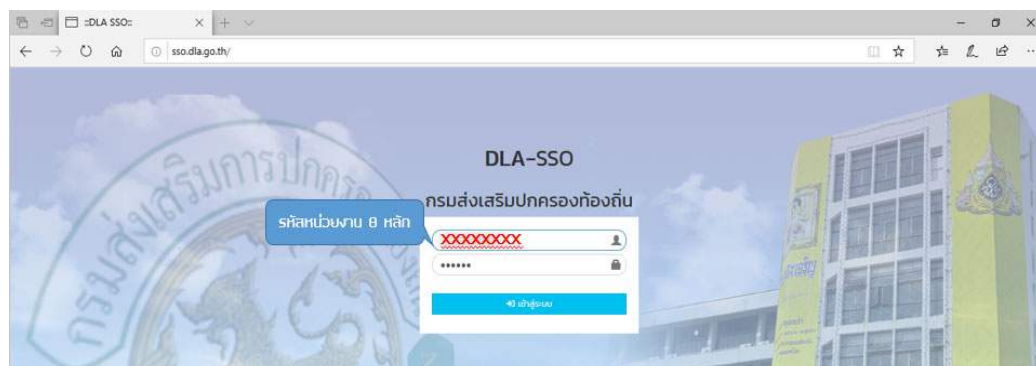 ::DLA SSO::
sso.dla.go.th/
DLA-SSO
กรมส่งเสริมปกครองท้องถิ่น
รหัสหน่วยงาน 8 หลัก
XXXXXXXX
••••••
เข้าสู่ระบบ
กรมส่งเสริมการปกครอง